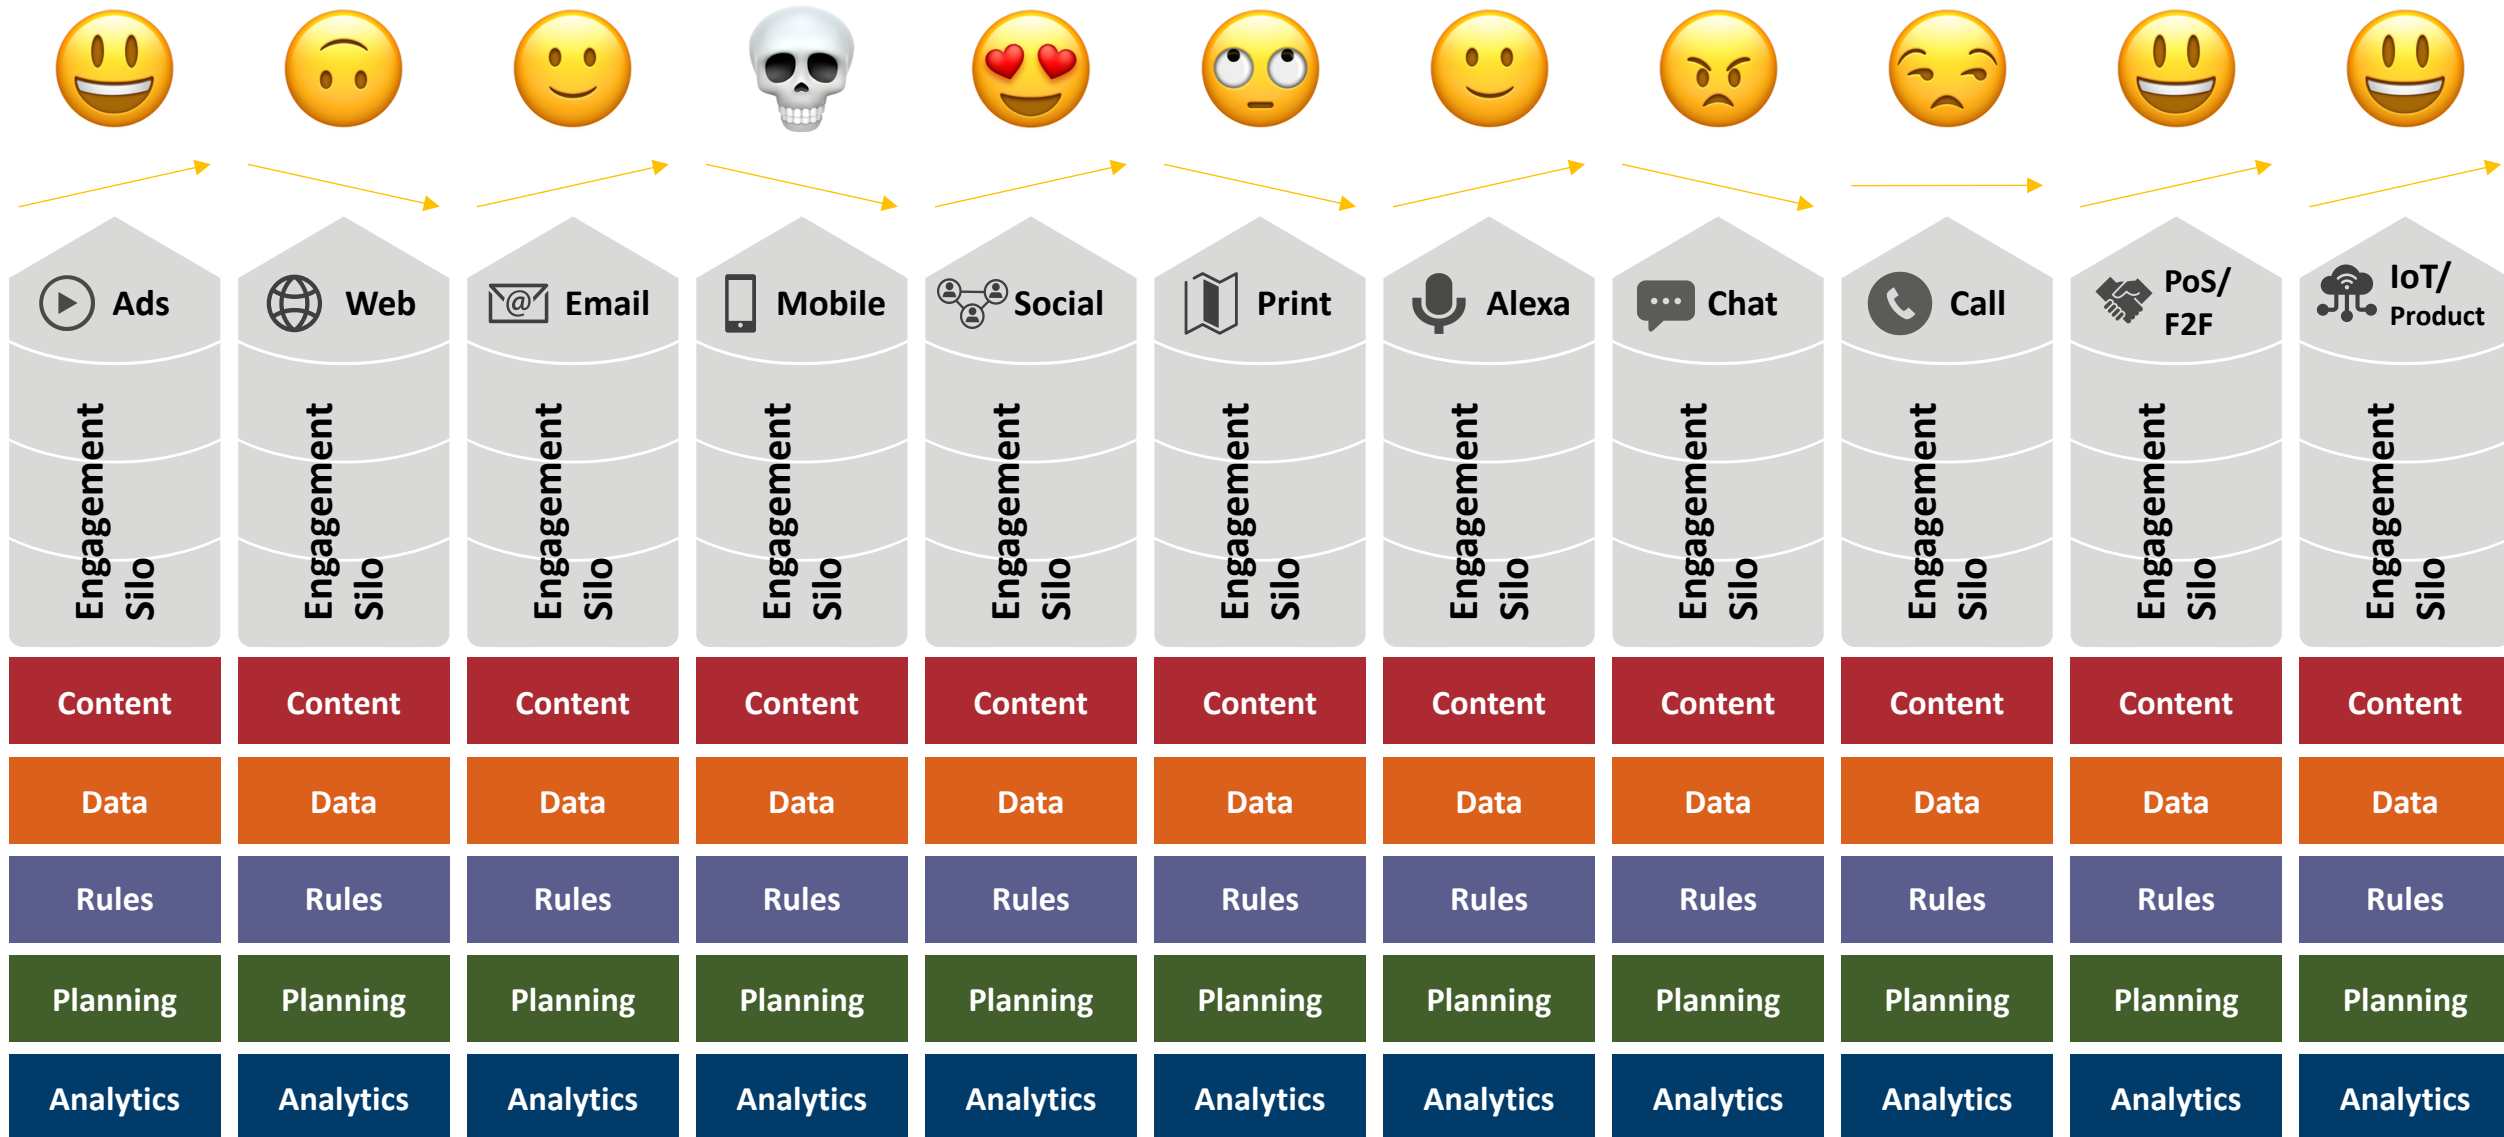 Ads
Web
Email
Mobile
Social
Print
Alexa
Chat
Call
PoS/
F2F
IoT/
Product
Engagement
Silo
Engagement
Silo
Engagement
Silo
Engagement
Silo
Engagement
Silo
Engagement
Silo
Engagement
Silo
Engagement
Silo
Engagement
Silo
Engagement
Silo
Engagement
Silo
Content Content Content Content Content Content Content Content Content Content Content
Data Data Data Data Data Data Data Data Data Data Data
Rules Rules Rules Rules Rules Rules Rules Rules Rules Rules Rules
Planning Planning Planning Planning Planning Planning Planning Planning Planning Planning Planning
Analytics Analytics Analytics Analytics Analytics Analytics Analytics Analytics Analytics Analytics Analytics